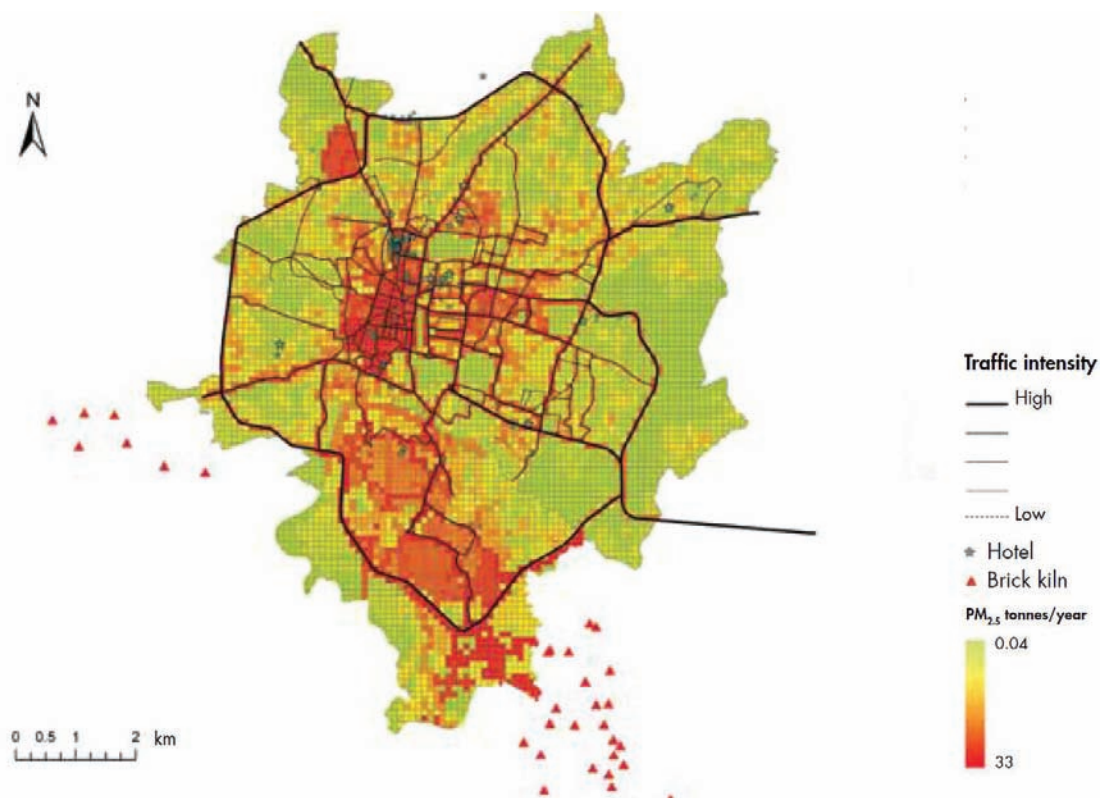 N
Traffic intensity
High
Low
Hotel
Brick kiln
PM2.5 tonnes/year
0.04
33
0 0.5 1 2 km